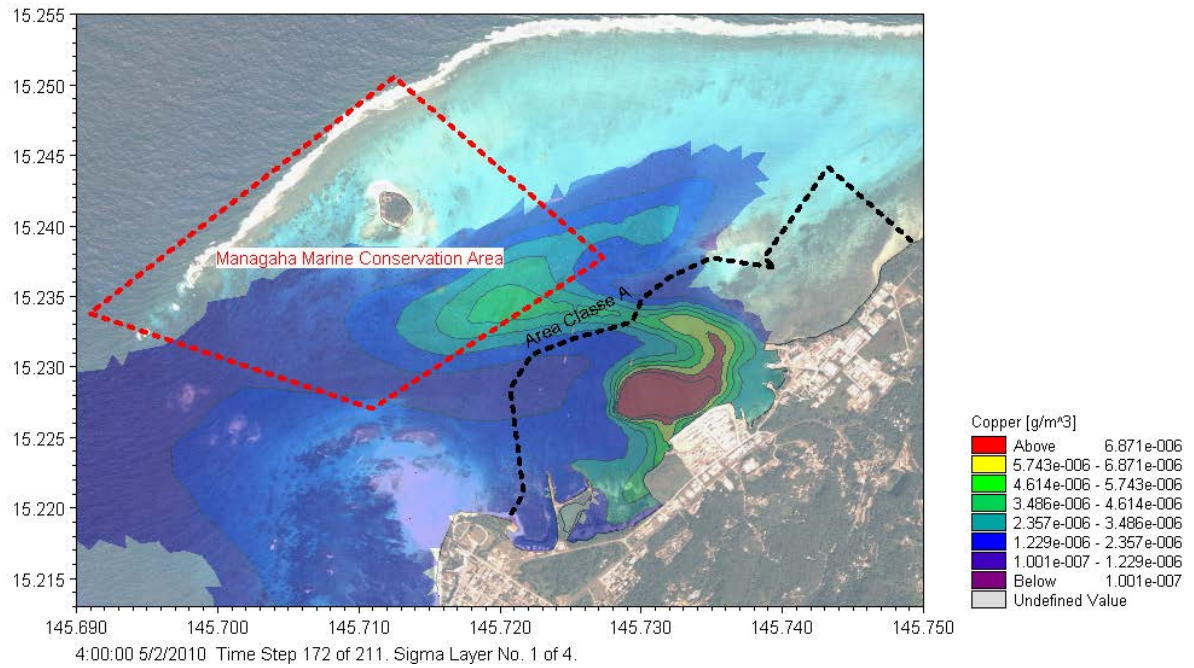 15.255
15.250
15.245
15.240
15.235
15.230
15.225
15.220
15.215
Managaha Marine Conservation Area
Area Classe A
145.690 145.700 145.710 145.720 145.730 145.740 145.750
4:00:00 5/2/2010 Time Step 172 of 211. Sigma Layer No. 1 of 4.
Copper [g/m^3]
Above 6.871e-006
5.743e-006 - 6.871e-006
4.614e-006 - 5.743e-006
3.486e-006 - 4.614e-006
2.357e-006 - 3.486e-006
1.229e-006 - 2.357e-006
1.001e-007 - 1.229e-006
Below 1.001e-007
Undefined Value